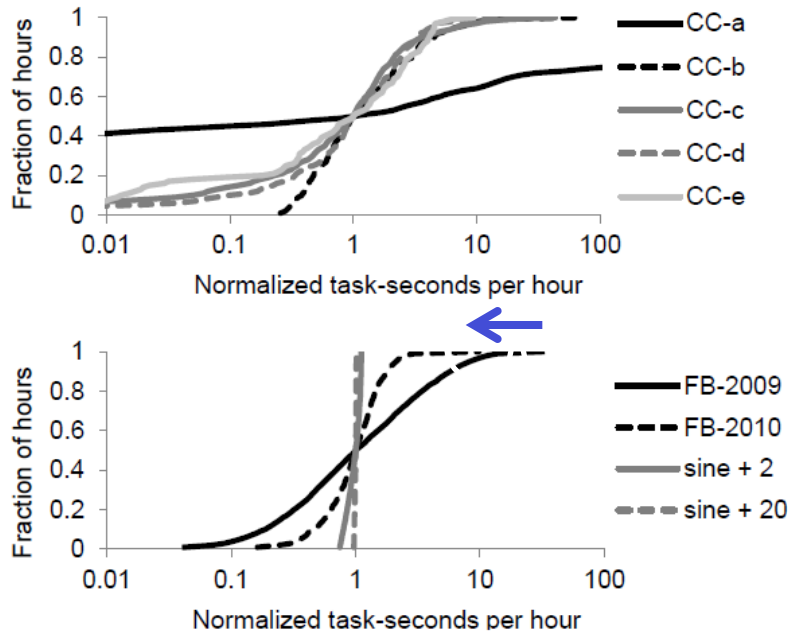 Fraction of hours
1
0.8
0.6
0.4
0.2
0
0.01 0.1 1 10 100
Normalized task-seconds per hour
CC-a
CC-b
CC-c
CC-d
CC-e
Fraction of hours
1
0.8
0.6
0.4
0.2
0
0.01 0.1 1 10 100
Normalized task-seconds per hour
FB-2009
FB-2010
sine + 2
sine + 20